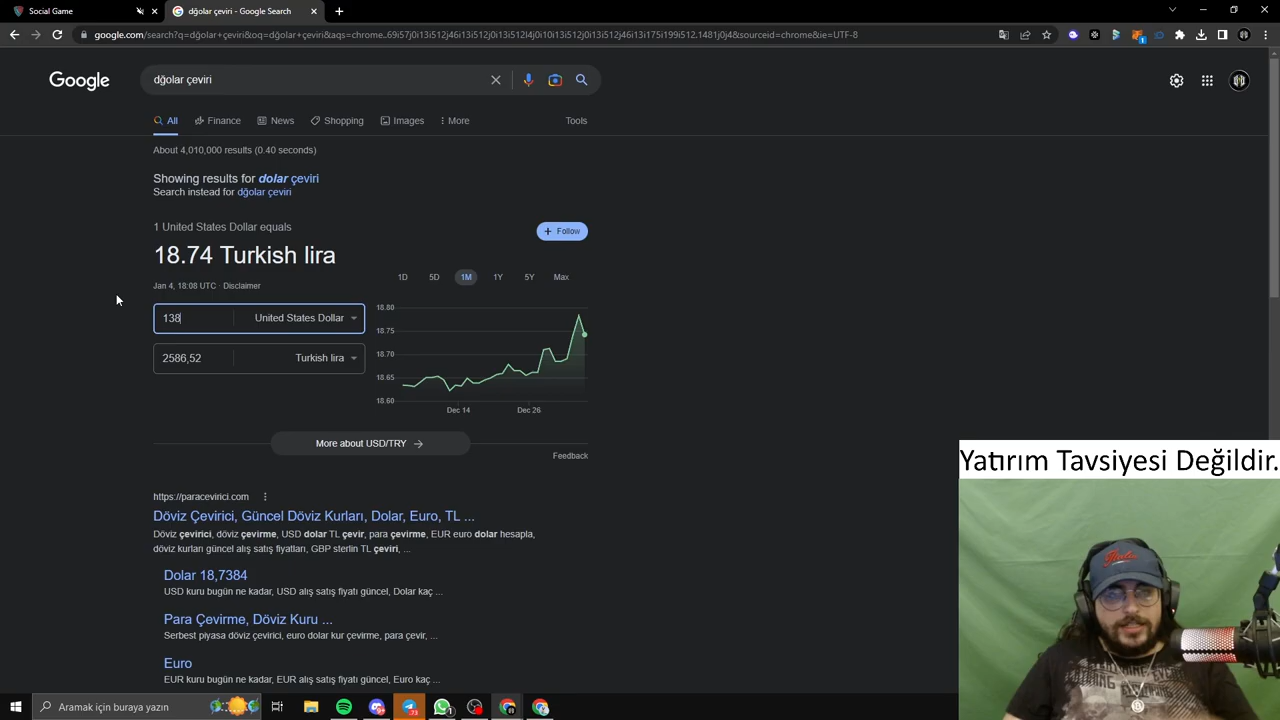 Social Game
dğolar çeviri - Google Search
google.com/search?q=dğolar+çeviri&oq=dğolar+çeviri&aqs=chrome..69i57j0i13i512j46i13i512j0i13i512l4j0i10i13i512j0i13i512j46i13i175i199i512.1481j0j4&sourceid=chrome&ie=UTF-8
Google
dğolar çeviri
All
Finance
News
Shopping
Images
More
Tools
About 4,010,000 results (0.40 seconds)
Showing results for dolar çeviri
Search instead for dğolar çeviri
1 United States Dollar equals
+ Follow
18.74 Turkish lira
Jan 4, 18:08 UTC · Disclaimer
1D 5D 1M 1Y 5Y Max
138 United States Dollar
2586,52 Turkish lira
18.80
18.75
18.70
18.65
18.60
Dec 14 Dec 26
More about USD/TRY
Feedback
https://paracevirici.com
Döviz Çevirici, Güncel Döviz Kurları, Dolar, Euro, TL ...
Döviz çevirici, döviz çevirme, USD dolar TL çevir, para çevirme, EUR euro dolar hesapla,
döviz kurları güncel alış satış fiyatları, GBP sterlin TL çeviri, ...
Dolar 18,7384
USD kuru bugün ne kadar, USD alış satış fiyatı güncel, Dolar kaç ...
Para Çevirme, Döviz Kuru ...
Serbest piyasa döviz çevirici, euro dolar kur çevirme, para çevir, ...
Euro
EUR kuru bugün ne kadar, EUR alış satış fiyatı güncel, Euro kaç ...
Yatırım Tavsiyesi Değildir.
Aramak için buraya yazın